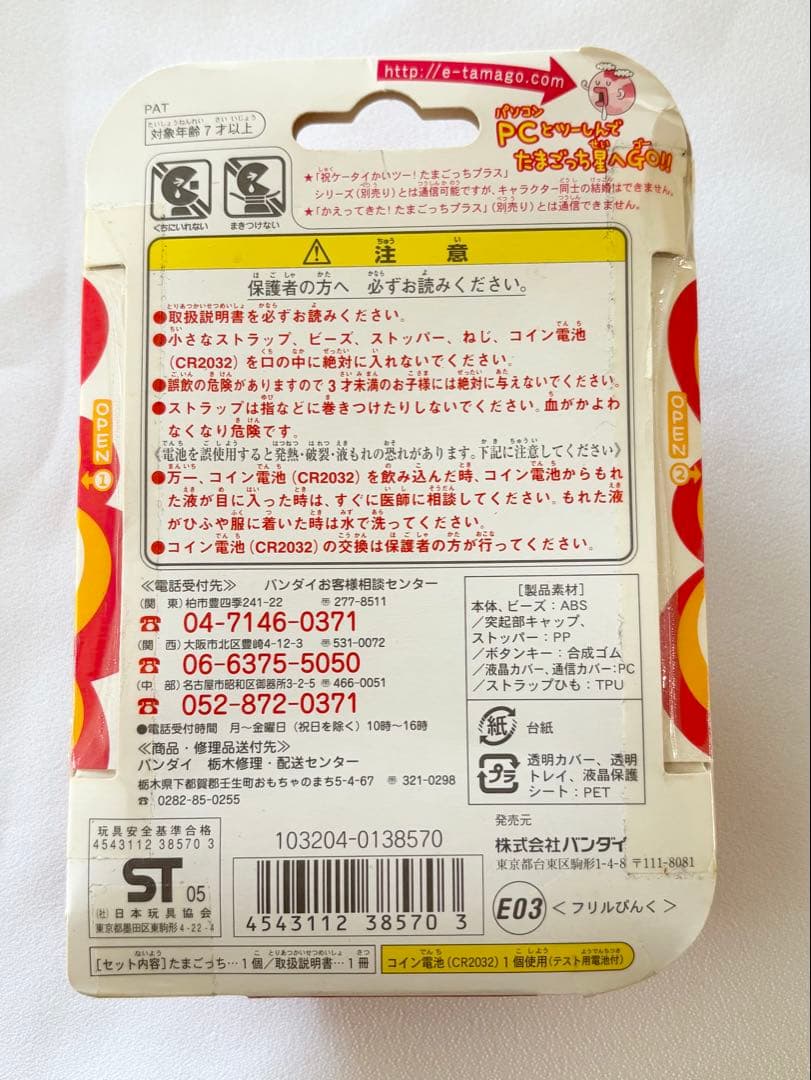 http://e-tamago.com
パソコン
PCとツーしんで
たまごっち星へGO!!
PAT
対象年齢7才以上
くちにいれない
まきつけない
★「祝ケータイかいツー!たまごっちプラス」
シリーズ(別売り)とは通信可能ですが、キャラクター同士の結婚はできません。
★「かえってきた!たまごっちプラス」(別売り)とは通信できません。
注意
保護者の方へ 必ずお読みください。
●取扱説明書を必ずお読みください。
●小さなストラップ、ビーズ、ストッパー、ねじ、コイン電池
(CR2032)を口の中に絶対に入れないでください。
●誤飲の危険がありますので3才未満のお子様には絶対に与えないでください。
●ストラップは指などに巻きつけたりしないでください。血がかよわ
なくなり危険です。
《電池を誤使用すると発熱・破裂・液もれの恐れがあります。下記に注意してください》
●万一、コイン電池(CR2032)を飲み込んだ時、コイン電池からもれ
た液が目に入った時は、すぐに医師に相談してください。もれた液
がひふや服に着いた時は水で洗ってください。
●コイン電池(CR2032)の交換は保護者の方が行ってください。
OPEN
1
OPEN
2
≪電話受付先≫ バンダイお客様相談センター
(関 東)柏市豊四季241-22 〒277-8511
☎ 04-7146-0371
(関 西)大阪市北区豊崎4-12-3 〒531-0072
☎ 06-6375-5050
(中 部)名古屋市昭和区御器所3-2-5 〒466-0051
☎ 052-872-0371
●電話受付時間 月～金曜日(祝日を除く)10時～16時
≪商品・修理品送付先≫
バンダイ 栃木修理・配送センター
栃木県下都賀郡壬生町おもちゃのまち5-4-67 〒321-0298
☎ 0282-85-0255
[製品素材]
本体、ビーズ:ABS
/突起部キャップ、
ストッパー:PP
/ボタンキー:合成ゴム
/液晶カバー、通信カバー:PC
/ストラップひも:TPU
紙 台紙
プラ 透明カバー、透明
トレイ、液晶保護
シート:PET
玩具安全基準合格
4543112 38570 3
ST 05
(社)日本玩具協会
東京都墨田区東駒形4-22-4
103204-0138570
4543112 385703
発売元
株式会社バンダイ
東京都台東区駒形1-4-8 〒111-8081
E03 <フリルぴんく>
[セット内容]たまごっち…1個/取扱説明書…1冊
コイン電池(CR2032)1個使用(テスト用電池付)